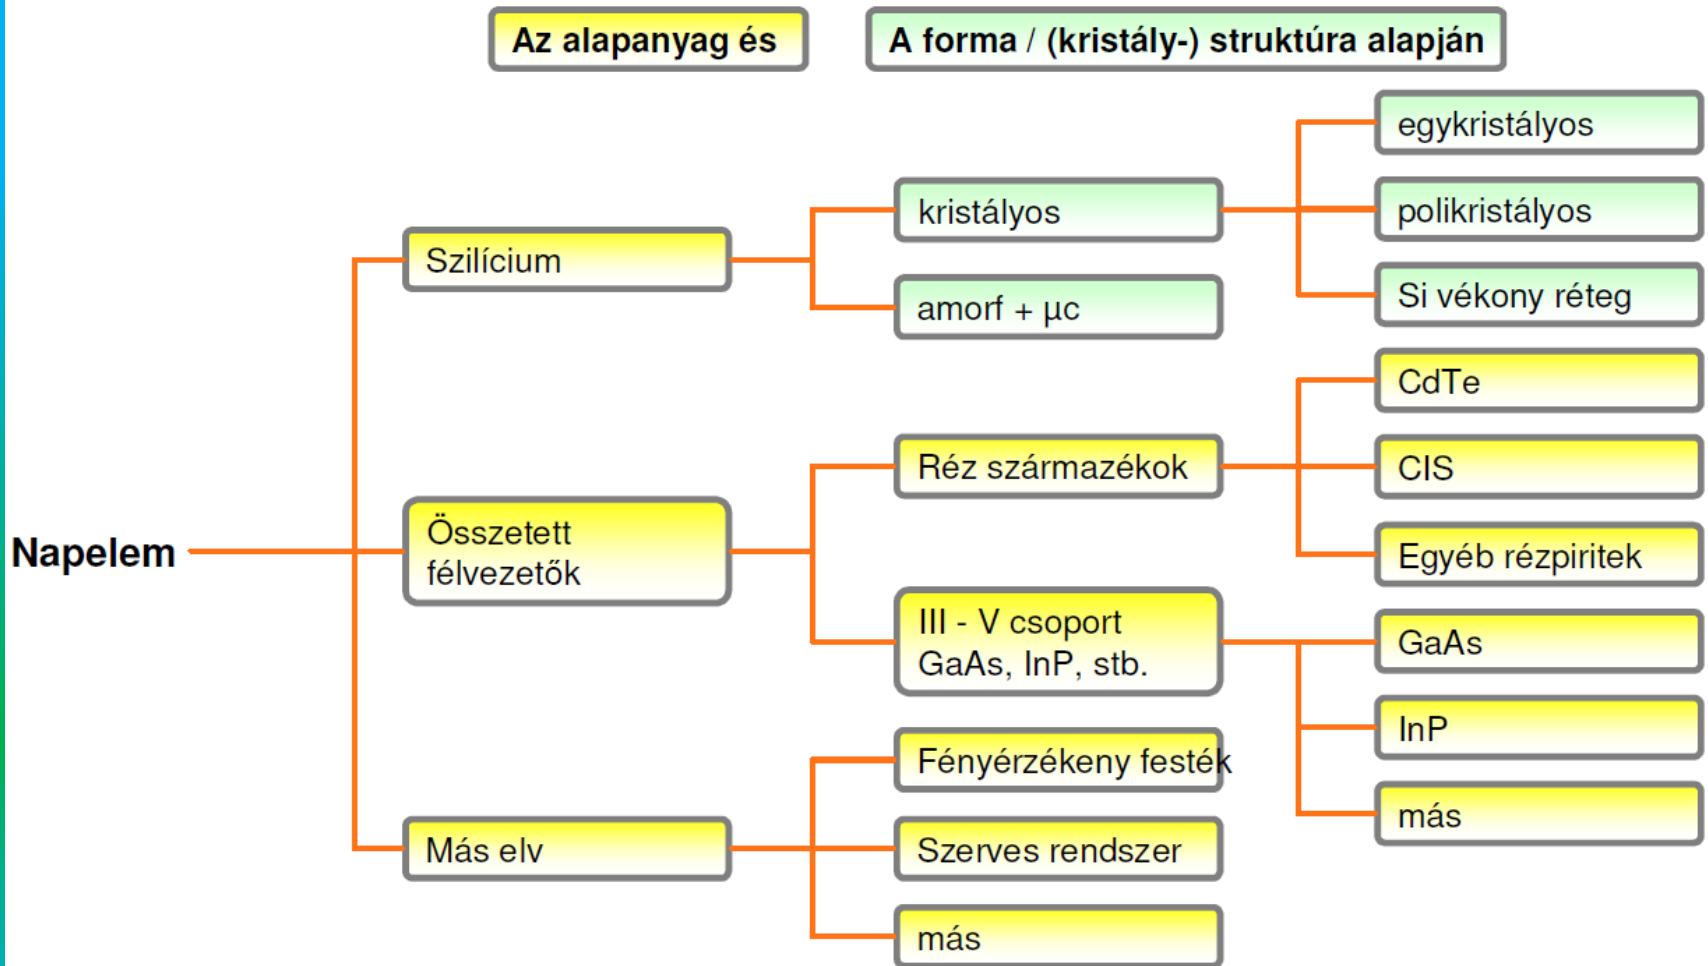 Az alapanyag és
A forma / (kristály-) struktúra alapján
egykristályos
kristályos
polikristályos
Szilícium
Si vékony réteg
amorf + µc
CdTe
Réz származékok
CIS
Összetett
félvezetők
Napelem
Egyéb rézpiritek
III - V csoport
GaAs, InP, stb.
GaAs
InP
Fényérzékeny festék
más
Más elv
Szerves rendszer
más